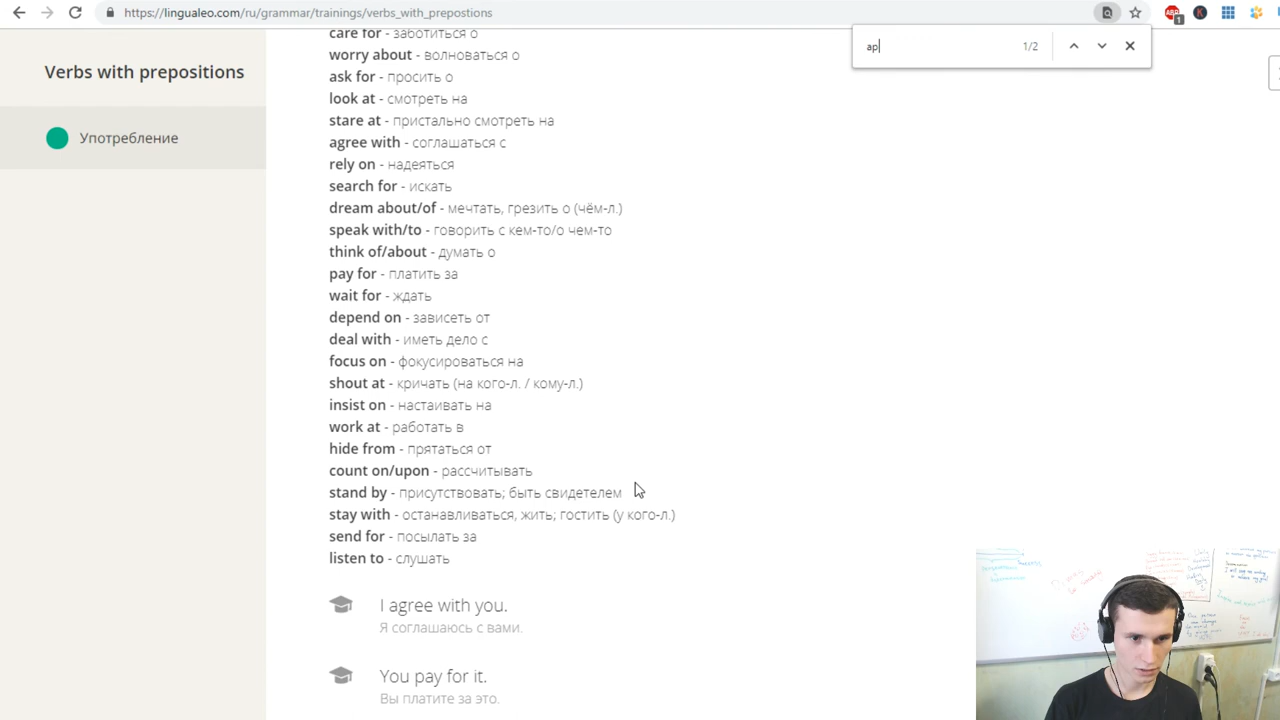 https://lingualeo.com/ru/grammar/trainings/verbs_with_prepostions
ap
1/2
Verbs with prepositions
Употребление
care for - заботиться о
worry about - волноваться о
ask for - просить о
look at - смотреть на
stare at - пристально смотреть на
agree with - соглашаться с
rely on - надеяться
search for - искать
dream about/of - мечтать, грезить о (чём-л.)
speak with/to - говорить с кем-то/о чем-то
think of/about - думать о
pay for - платить за
wait for - ждать
depend on - зависеть от
deal with - иметь дело с
focus on - фокусироваться на
shout at - кричать (на кого-л. / кому-л.)
insist on - настаивать на
work at - работать в
hide from - прятаться от
count on/upon - рассчитывать
stand by - присутствовать; быть свидетелем
stay with - останавливаться, жить; гостить (у кого-л.)
send for - посылать за
listen to - слушать
I agree with you.
Я соглашаюсь с вами.
You pay for it.
Вы платите за это.